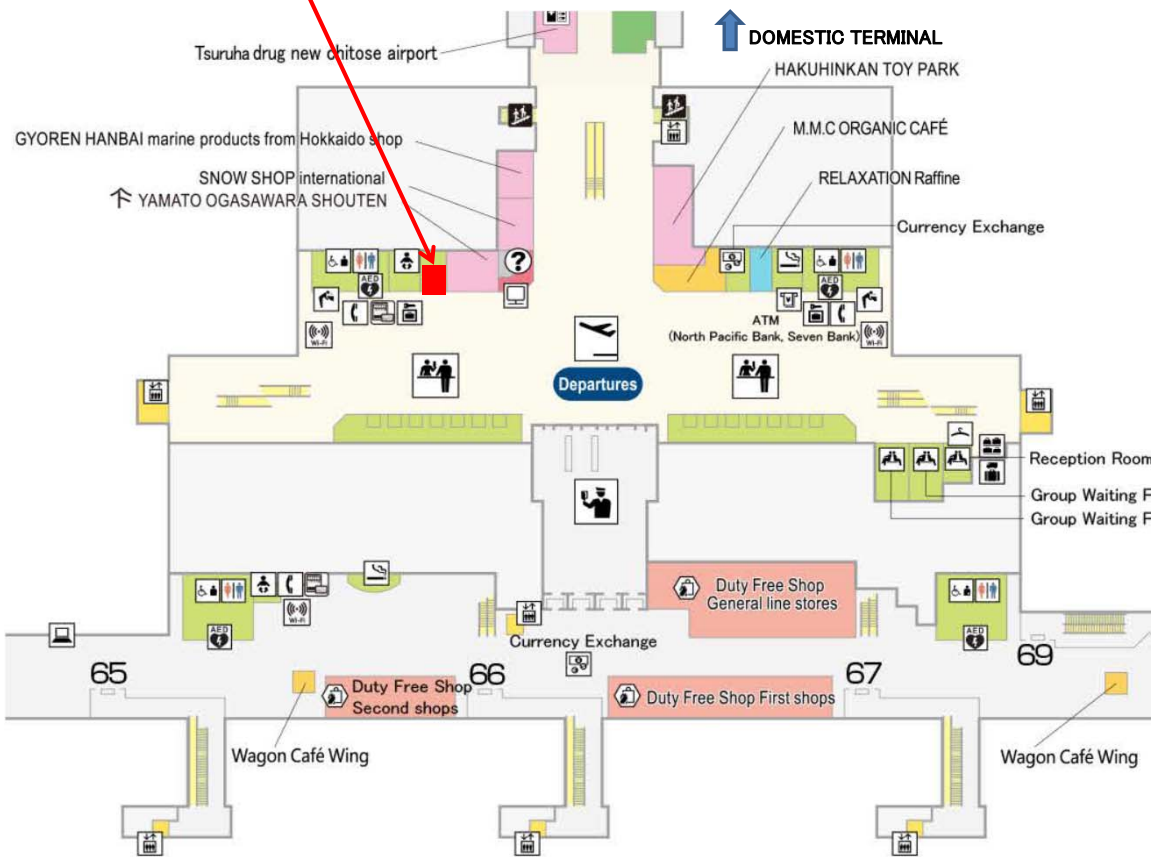 DOMESTIC TERMINAL
Tsuruha drug new chitose airport
HAKUHINKAN TOY PARK
GYOREN HANBAI marine products from Hokkaido shop
M.M.C ORGANIC CAFÉ
SNOW SHOP international
RELAXATION Raffine
YAMATO OGASAWARA SHOUTEN
Currency Exchange
?
AED
AED
Wi-Fi
ATM
(North Pacific Bank, Seven Bank)
Wi-Fi
Departures
Reception Room
Group Waiting F
Group Waiting F
Duty Free Shop
General line stores
Wi-Fi
AED
AED
Currency Exchange
65
66
67
69
Duty Free Shop
Second shops
Duty Free Shop First shops
Wagon Café Wing
Wagon Café Wing